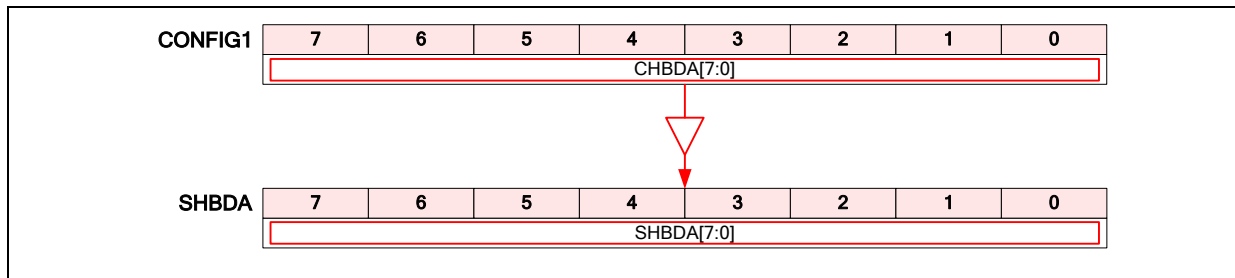 CONFIG1 7 6 5 4 3 2 1 0
CHBDA[7:0]
SHBDA 7 6 5 4 3 2 1 0
SHBDA[7:0]